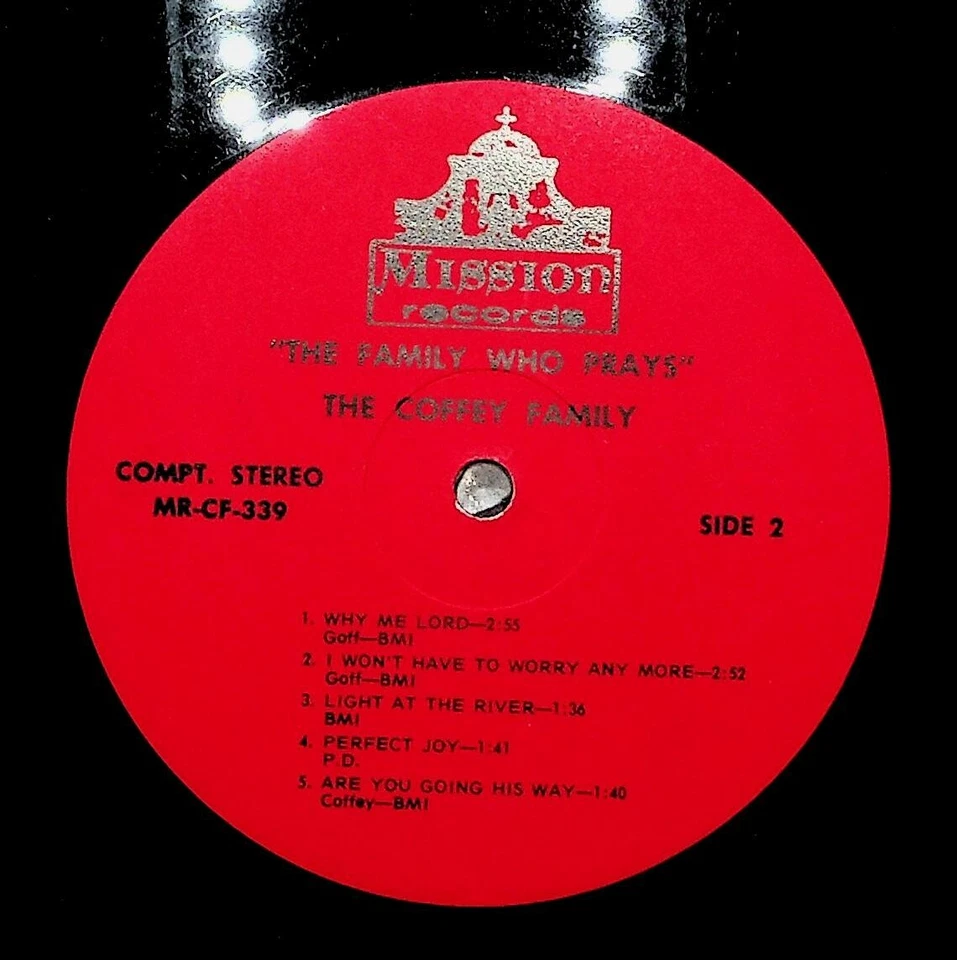 Mission
records
"THE FAMILY WHO PRAYS"
THE COFFEY FAMILY
COMPT. STEREO
MR-CF-339
SIDE 2
1. WHY ME LORD—2:55
Goff—BMI
2. I WON'T HAVE TO WORRY ANY MORE—2:52
Goff—BMI
3. LIGHT AT THE RIVER—1:36
BMI
4. PERFECT JOY—1:41
P.D.
5. ARE YOU GOING HIS WAY—1:40
Coffey—BMI